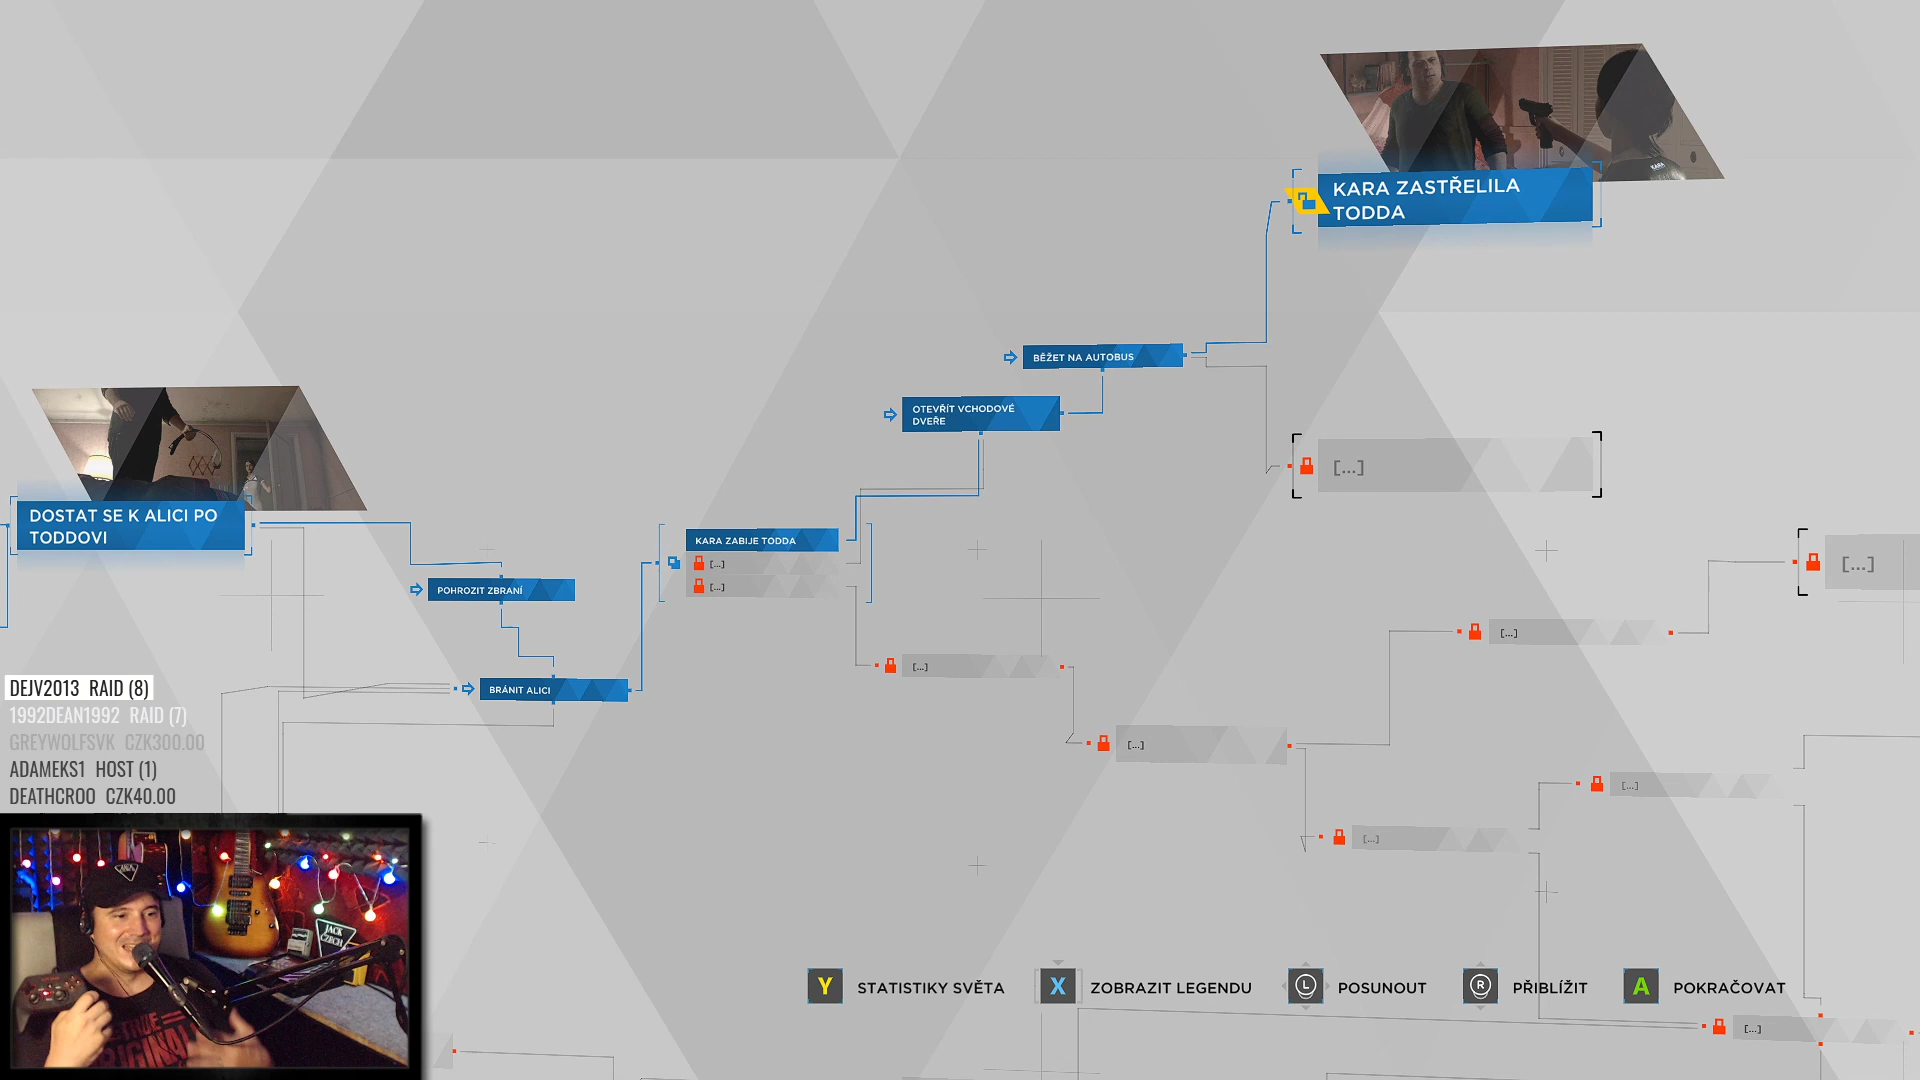 KARA ZASTŘELILA
TODDA
BĚŽET NA AUTOBUS
OTEVŘÍT VCHODOVÉ
DVEŘE
[...]
DOSTAT SE K ALICI PO
TODDOVI
KARA ZABIJE TODDA
[...]
[...]
[...]
POHROZIT ZBRANÍ
[...]
[...]
BRÁNIT ALICI
DEJV2013 RAID (8)
1992DEAN1992 RAID (7)
GREYWOLFSVK CZK300.00
ADAMEKS1 HOST (1)
DEATHCROO CZK40.00
[...]
[...]
[...]
JACK
CZECH
Y STATISTIKY SVĚTA
X ZOBRAZIT LEGENDU
L POSUNOUT
R PŘIBLÍŽIT
A POKRAČOVAT
[...]